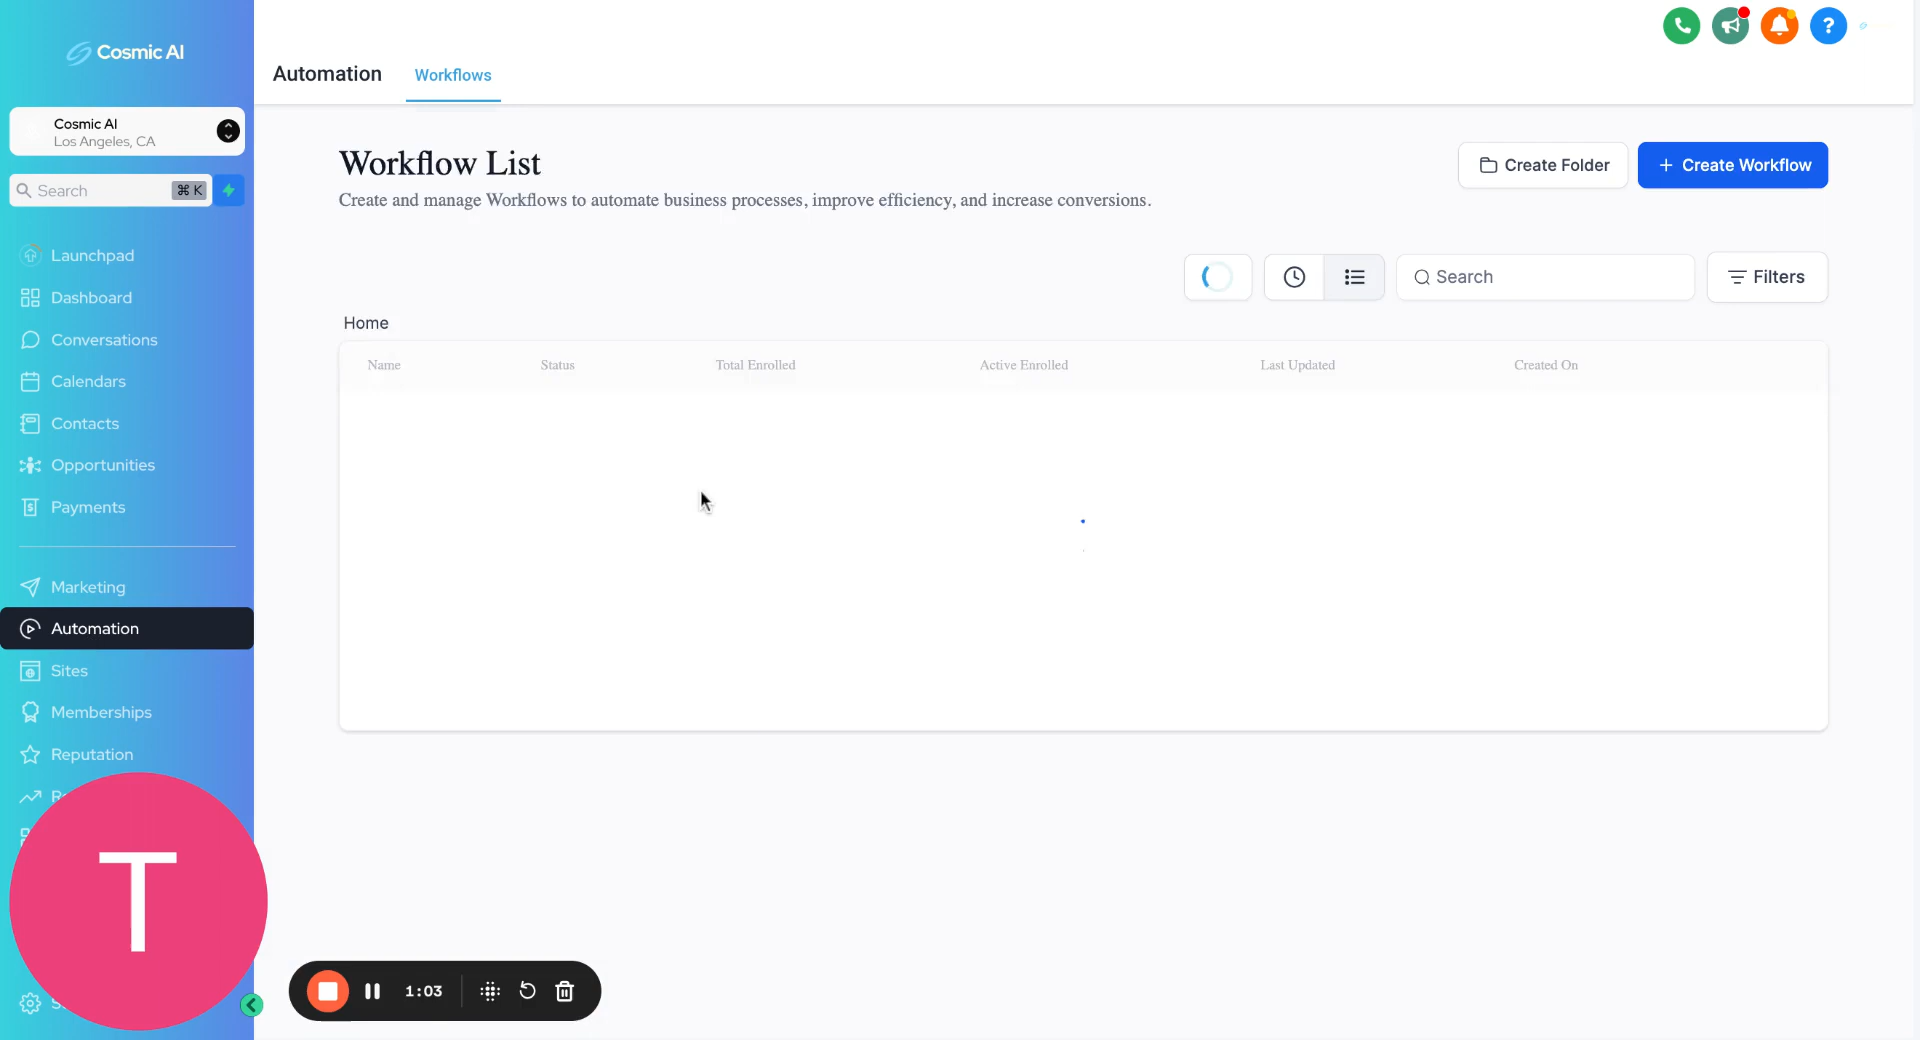 Cosmic AI
Cosmic AI
Los Angeles, CA
Search ⌘ K
Launchpad
Dashboard
Conversations
Calendars
Contacts
Opportunities
Payments
Marketing
Automation
Sites
Memberships
Reputation
T
Automation
Workflows
?
Workflow List
Create and manage Workflows to automate business processes, improve efficiency, and increase conversions.
Create Folder
+ Create Workflow
Search
Filters
Home
Name Status Total Enrolled Active Enrolled Last Updated Created On
1:03